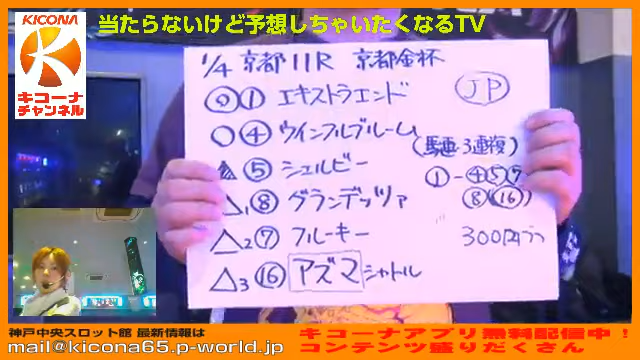 KICONA
キコーナ
チャンネル
当たらないけど予想しちゃいたくなるTV
1/4 京都11R 京都金杯
◎① エキストラエンド
JP
○④ ウインフルブルーム
(馬連・3連複)
▲⑤ シェルビー
①-④⑤⑦
⑧(⑯)
△1⑧ グランデッツァ
△2⑦ フルーキー
300円づつ
△3⑯ アズマシャトル
神戸中央スロット館 最新情報は
mail@kicona65.p-world.jp
キコーナアプリ無料配信中!
コンテンツ盛りだくさん